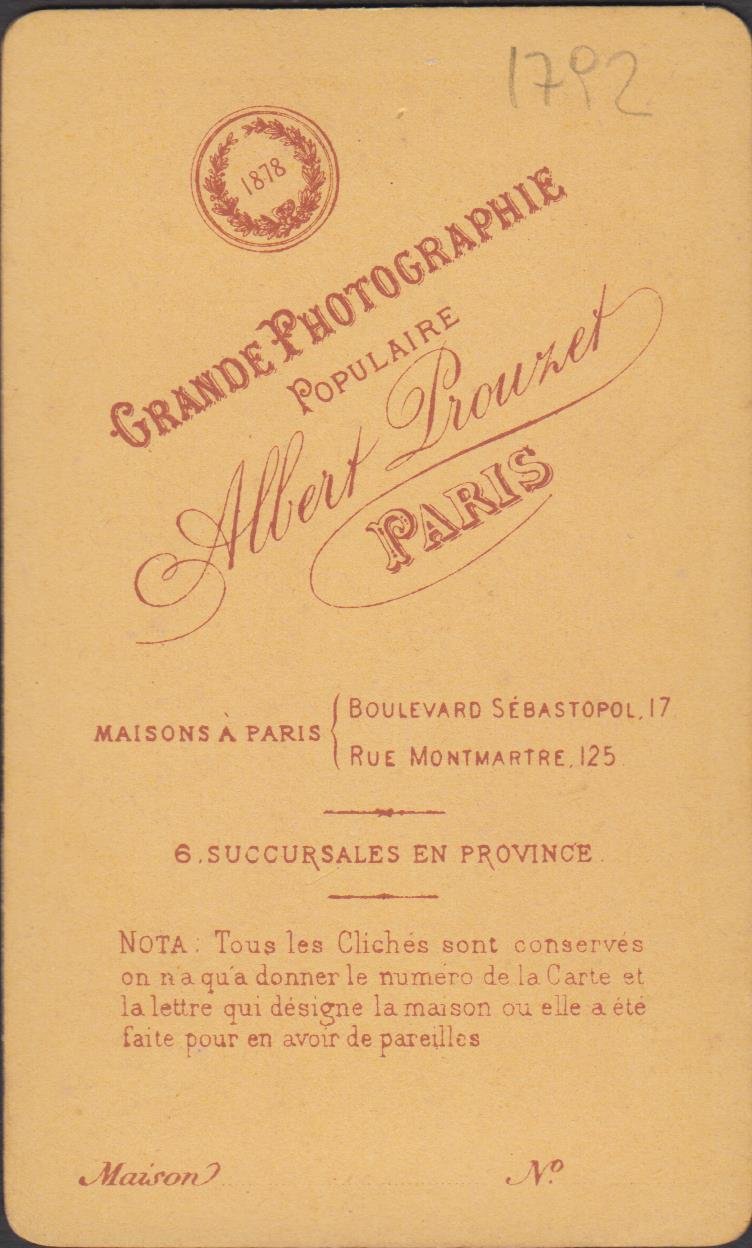 1792
1878
GRANDE PHOTOGRAPHIE
POPULAIRE
Albert Prouzet
PARIS
MAISONS À PARIS { BOULEVARD SÉBASTOPOL, 17
RUE MONTMARTRE, 125
6, SUCCURSALES EN PROVINCE.
NOTA : Tous les Clichés sont conservés
on n'a qu'a donner le numéro de la Carte et
la lettre qui désigne la maison ou elle a été
faite pour en avoir de pareilles
Maison
Nº